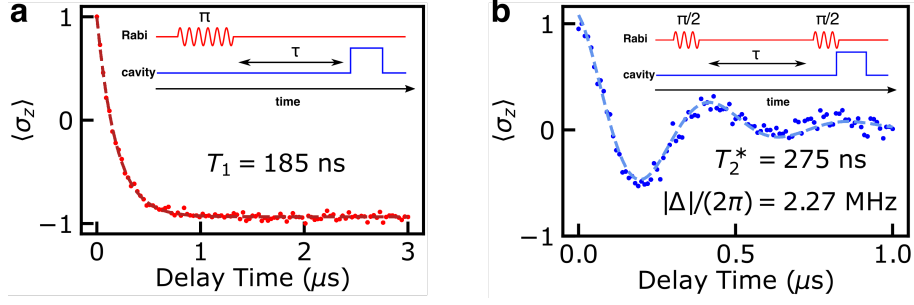 a
π
Rabi
τ
cavity
time
T₁ = 185 ns
⟨σz⟩
1
0
−1
0
1
2
3
Delay Time (μs)
b
π/2
π/2
Rabi
τ
cavity
time
T₂* = 275 ns
|Δ|/(2π) = 2.27 MHz
⟨σz⟩
1
0
−1
0.0
0.5
1.0
Delay Time (μs)